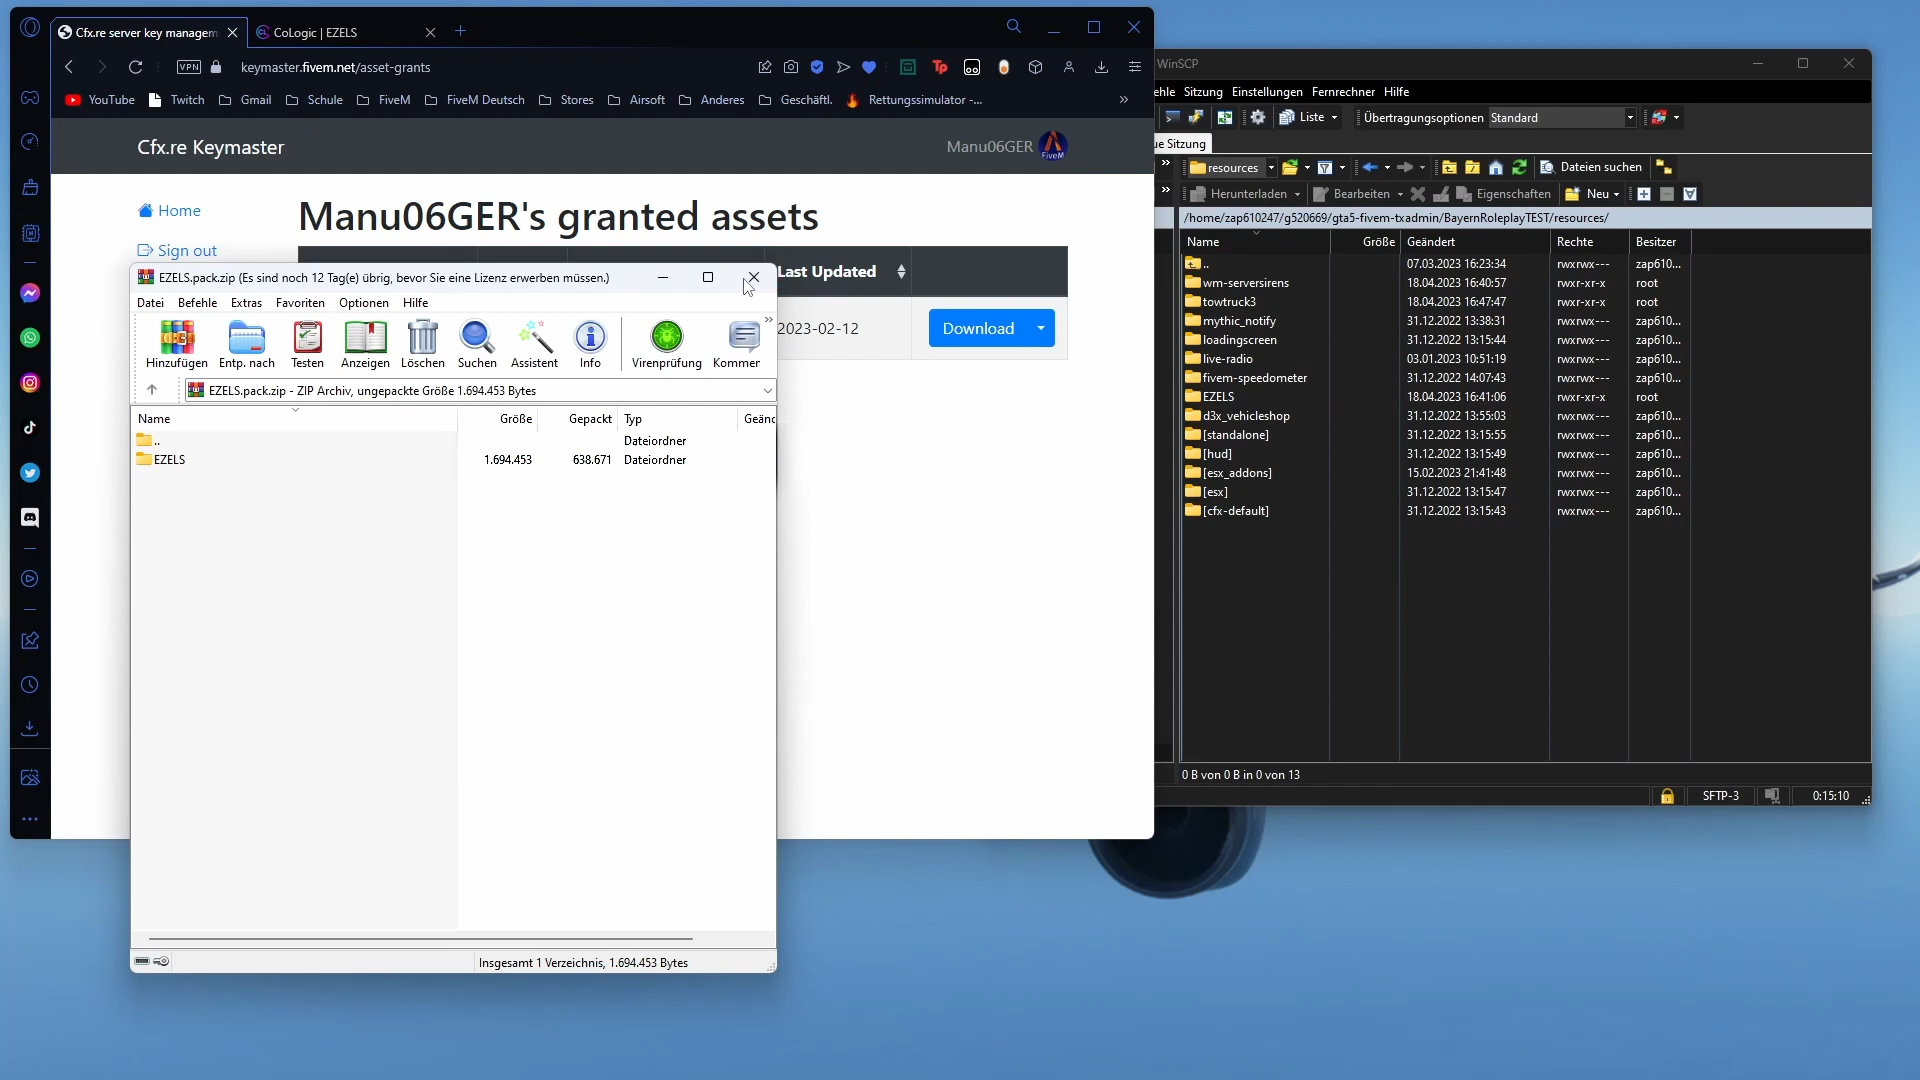 Cfx.re server key managem
CoLogic | EZELS
VPN
keymaster.fivem.net/asset-grants
YouTube
Twitch
Gmail
Schule
FiveM
FiveM Deutsch
Stores
Airsoft
Anderes
Geschäftl.
Rettungssimulator -...
Cfx.re Keymaster
Manu06GER
FiveM
Home
Sign out
Manu06GER's granted assets
Last Updated
2023-02-12
Download
EZELS.pack.zip (Es sind noch 12 Tag(e) übrig, bevor Sie eine Lizenz erwerben müssen.)
Datei Befehle Extras Favoriten Optionen Hilfe
Hinzufügen
Entp. nach
Testen
Anzeigen
Löschen
Suchen
Assistent
Info
Virenprüfung
Kommer
EZELS.pack.zip - ZIP Archiv, ungepackte Größe 1.694.453 Bytes
Name Größe Gepackt Typ Geänd
.. Dateiordner
EZELS 1.694.453 638.671 Dateiordner
Insgesamt 1 Verzeichnis, 1.694.453 Bytes
WinSCP
ehle Sitzung Einstellungen Fernrechner Hilfe
Liste
Übertragungsoptionen Standard
ue Sitzung
resources
Dateien suchen
Herunterladen
Bearbeiten
Eigenschaften
Neu
/home/zap610247/g520669/gta5-fivem-txadmin/BayernRoleplayTEST/resources/
Name Größe Geändert Rechte Besitzer
.. 07.03.2023 16:23:34 rwxrwx--- zap610...
wm-serversirens 18.04.2023 16:40:57 rwxr-xr-x root
towtruck3 18.04.2023 16:47:47 rwxr-xr-x root
mythic_notify 31.12.2022 13:38:31 rwxrwx--- zap610...
loadingscreen 31.12.2022 13:15:44 rwxrwx--- zap610...
live-radio 03.01.2023 10:51:19 rwxrwx--- zap610...
fivem-speedometer 31.12.2022 14:07:43 rwxrwx--- zap610...
EZELS 18.04.2023 16:41:06 rwxr-xr-x root
d3x_vehicleshop 31.12.2022 13:55:03 rwxrwx--- zap610...
[standalone] 31.12.2022 13:15:55 rwxrwx--- zap610...
[hud] 31.12.2022 13:15:49 rwxrwx--- zap610...
[esx_addons] 15.02.2023 21:41:48 rwxrwx--- zap610...
[esx] 31.12.2022 13:15:47 rwxrwx--- zap610...
[cfx-default] 31.12.2022 13:15:43 rwxrwx--- zap610...
0 B von 0 B in 0 von 13
SFTP-3
0:15:10